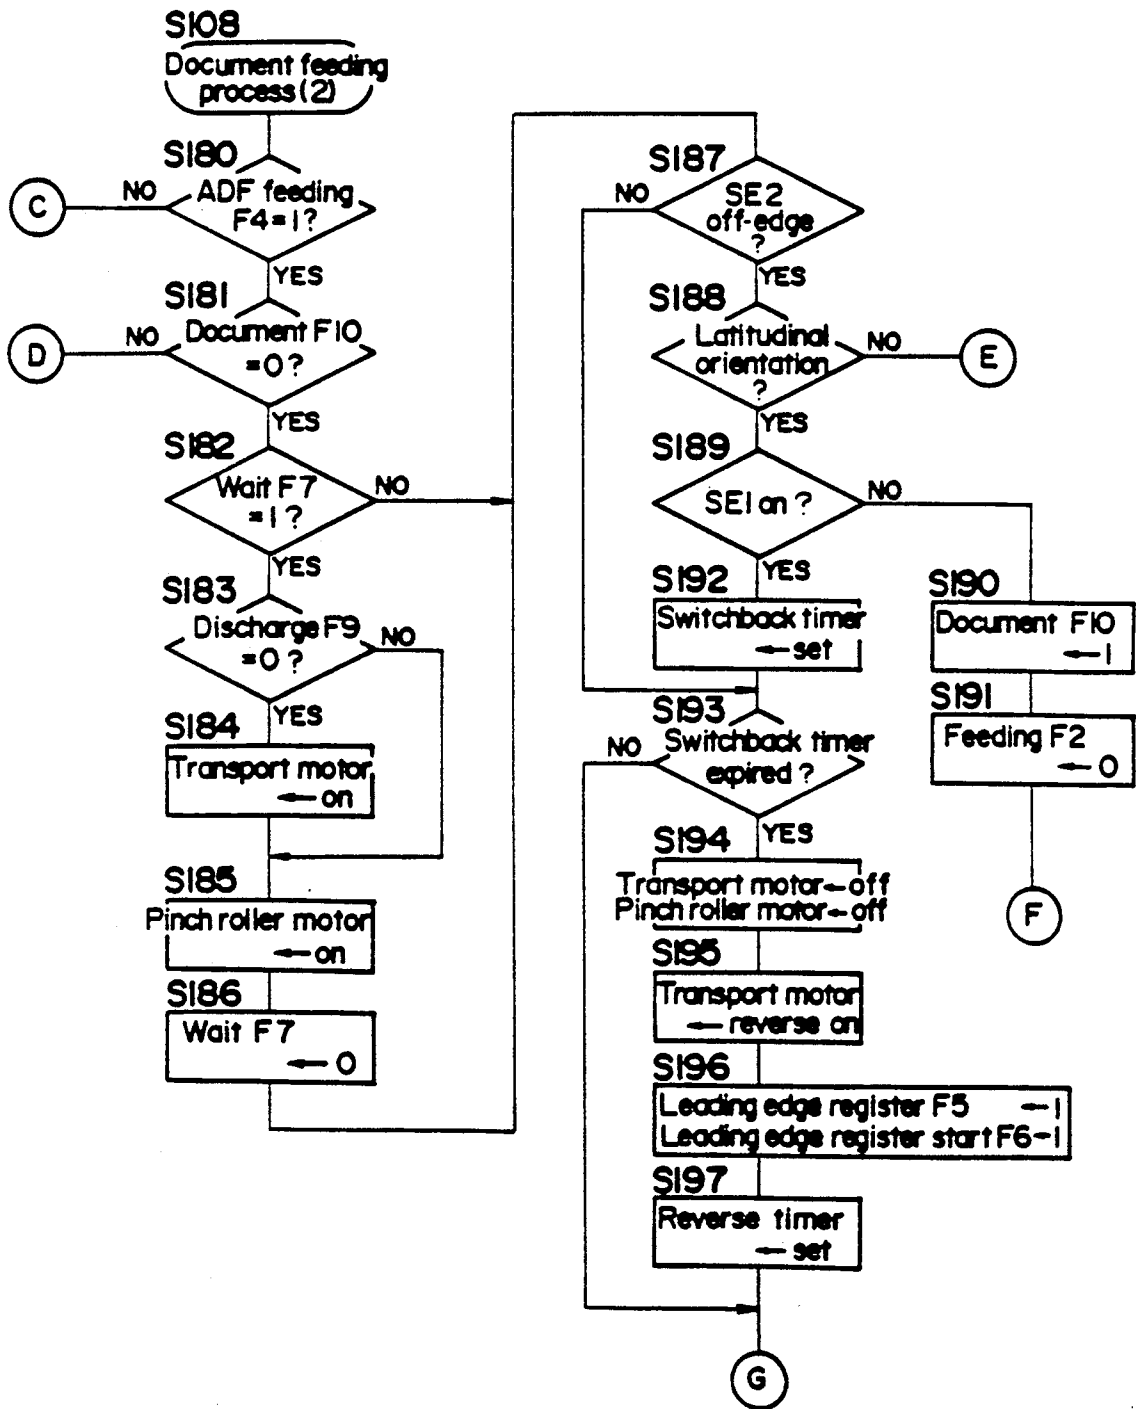 S108
Document feeding
process(2)
S180
ADF feeding
F4=1?
NO
C
YES
S181
Document F10
=0?
NO
D
YES
S182
Wait F7
=1?
NO
YES
S183
Discharge F9
=0?
NO
YES
S184
Transport motor
← on
S185
Pinch roller motor
← on
S186
Wait F7
← 0
S187
SE2
off-edge
?
NO
YES
S188
Latitudinal
orientation
?
NO
E
YES
S189
SE1 on ?
NO
YES
S190
Document F10
← 1
S191
Feeding F2
← 0
F
S192
Switchback timer
← set
S193
Switchback timer
expired ?
NO
YES
S194
Transport motor←off
Pinch roller motor←off
S195
Transport motor
← reverse on
S196
Leading edge register F5 ←1
Leading edge register start F6←1
S197
Reverse timer
← set
G